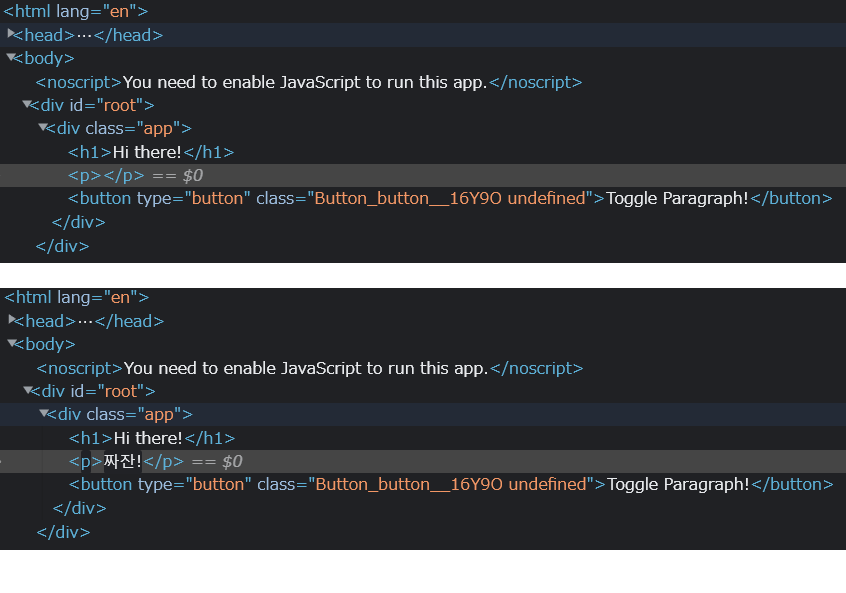 <html lang="en">
<head>⋯</head>
<body>
<noscript>You need to enable JavaScript to run this app.</noscript>
<div id="root">
<div class="app">
<h1>Hi there!</h1>
<p></p> == $0
<button type="button" class="Button_button__16Y9O undefined">Toggle Paragraph!</button>
</div>
</div>
<html lang="en">
<head>⋯</head>
<body>
<noscript>You need to enable JavaScript to run this app.</noscript>
<div id="root">
<div class="app">
<h1>Hi there!</h1>
<p>짜잔!</p> == $0
<button type="button" class="Button_button__16Y9O undefined">Toggle Paragraph!</button>
</div>
</div>